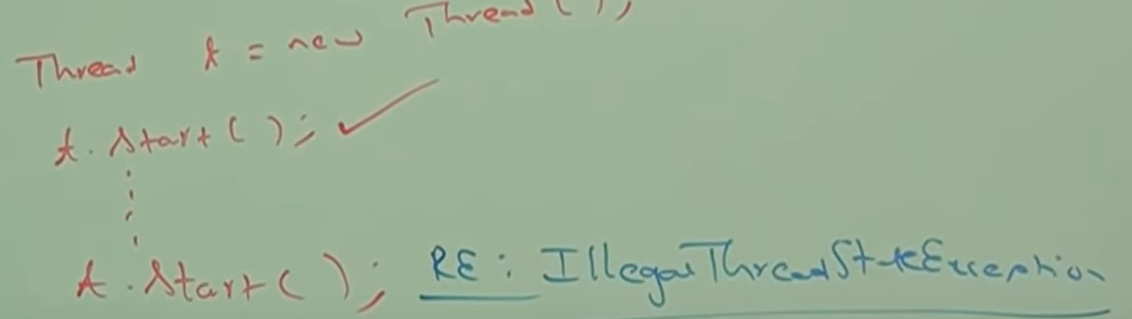 Thread t = new Thread();
t.start();
t.start(); RE: IllegalThreadStateException